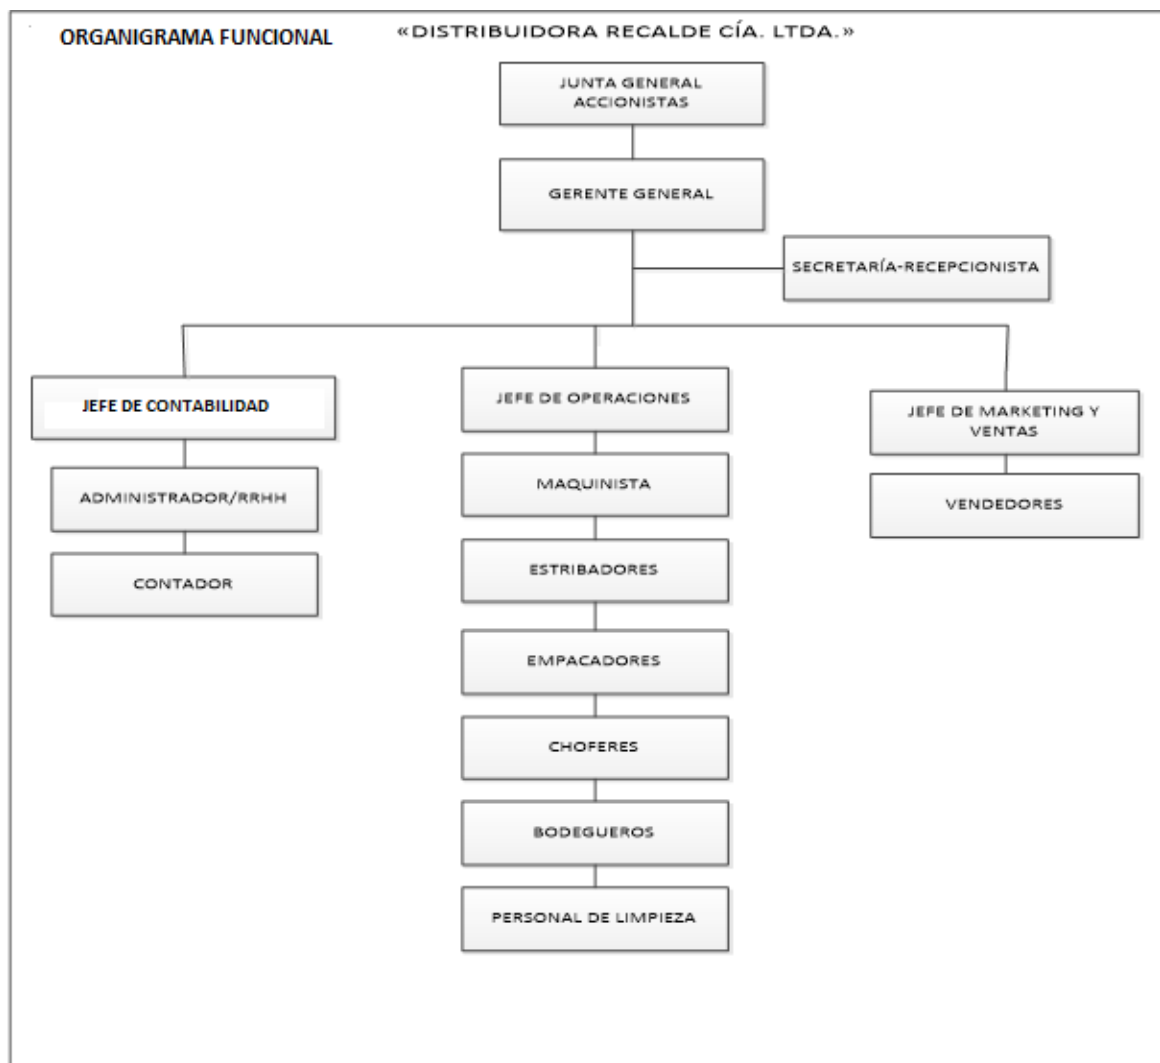 ORGANIGRAMA FUNCIONAL
«DISTRIBUIDORA RECALDE CÍA. LTDA.»
JUNTA GENERAL
ACCIONISTAS
GERENTE GENERAL
SECRETARÍA-RECEPCIONISTA
JEFE DE CONTABILIDAD
ADMINISTRADOR/RRHH
CONTADOR
JEFE DE OPERACIONES
MAQUINISTA
ESTRIBADORES
EMPACADORES
CHOFERES
BODEGUEROS
PERSONAL DE LIMPIEZA
JEFE DE MARKETING Y
VENTAS
VENDEDORES